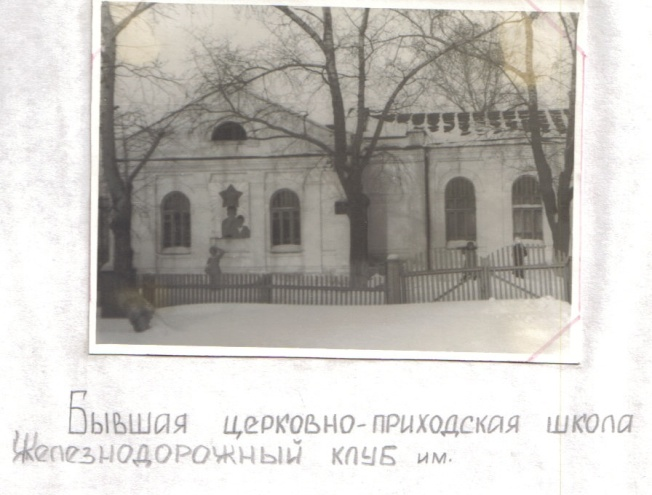 Бывшая церковно-приходская школа
Железнодорожный клуб им.